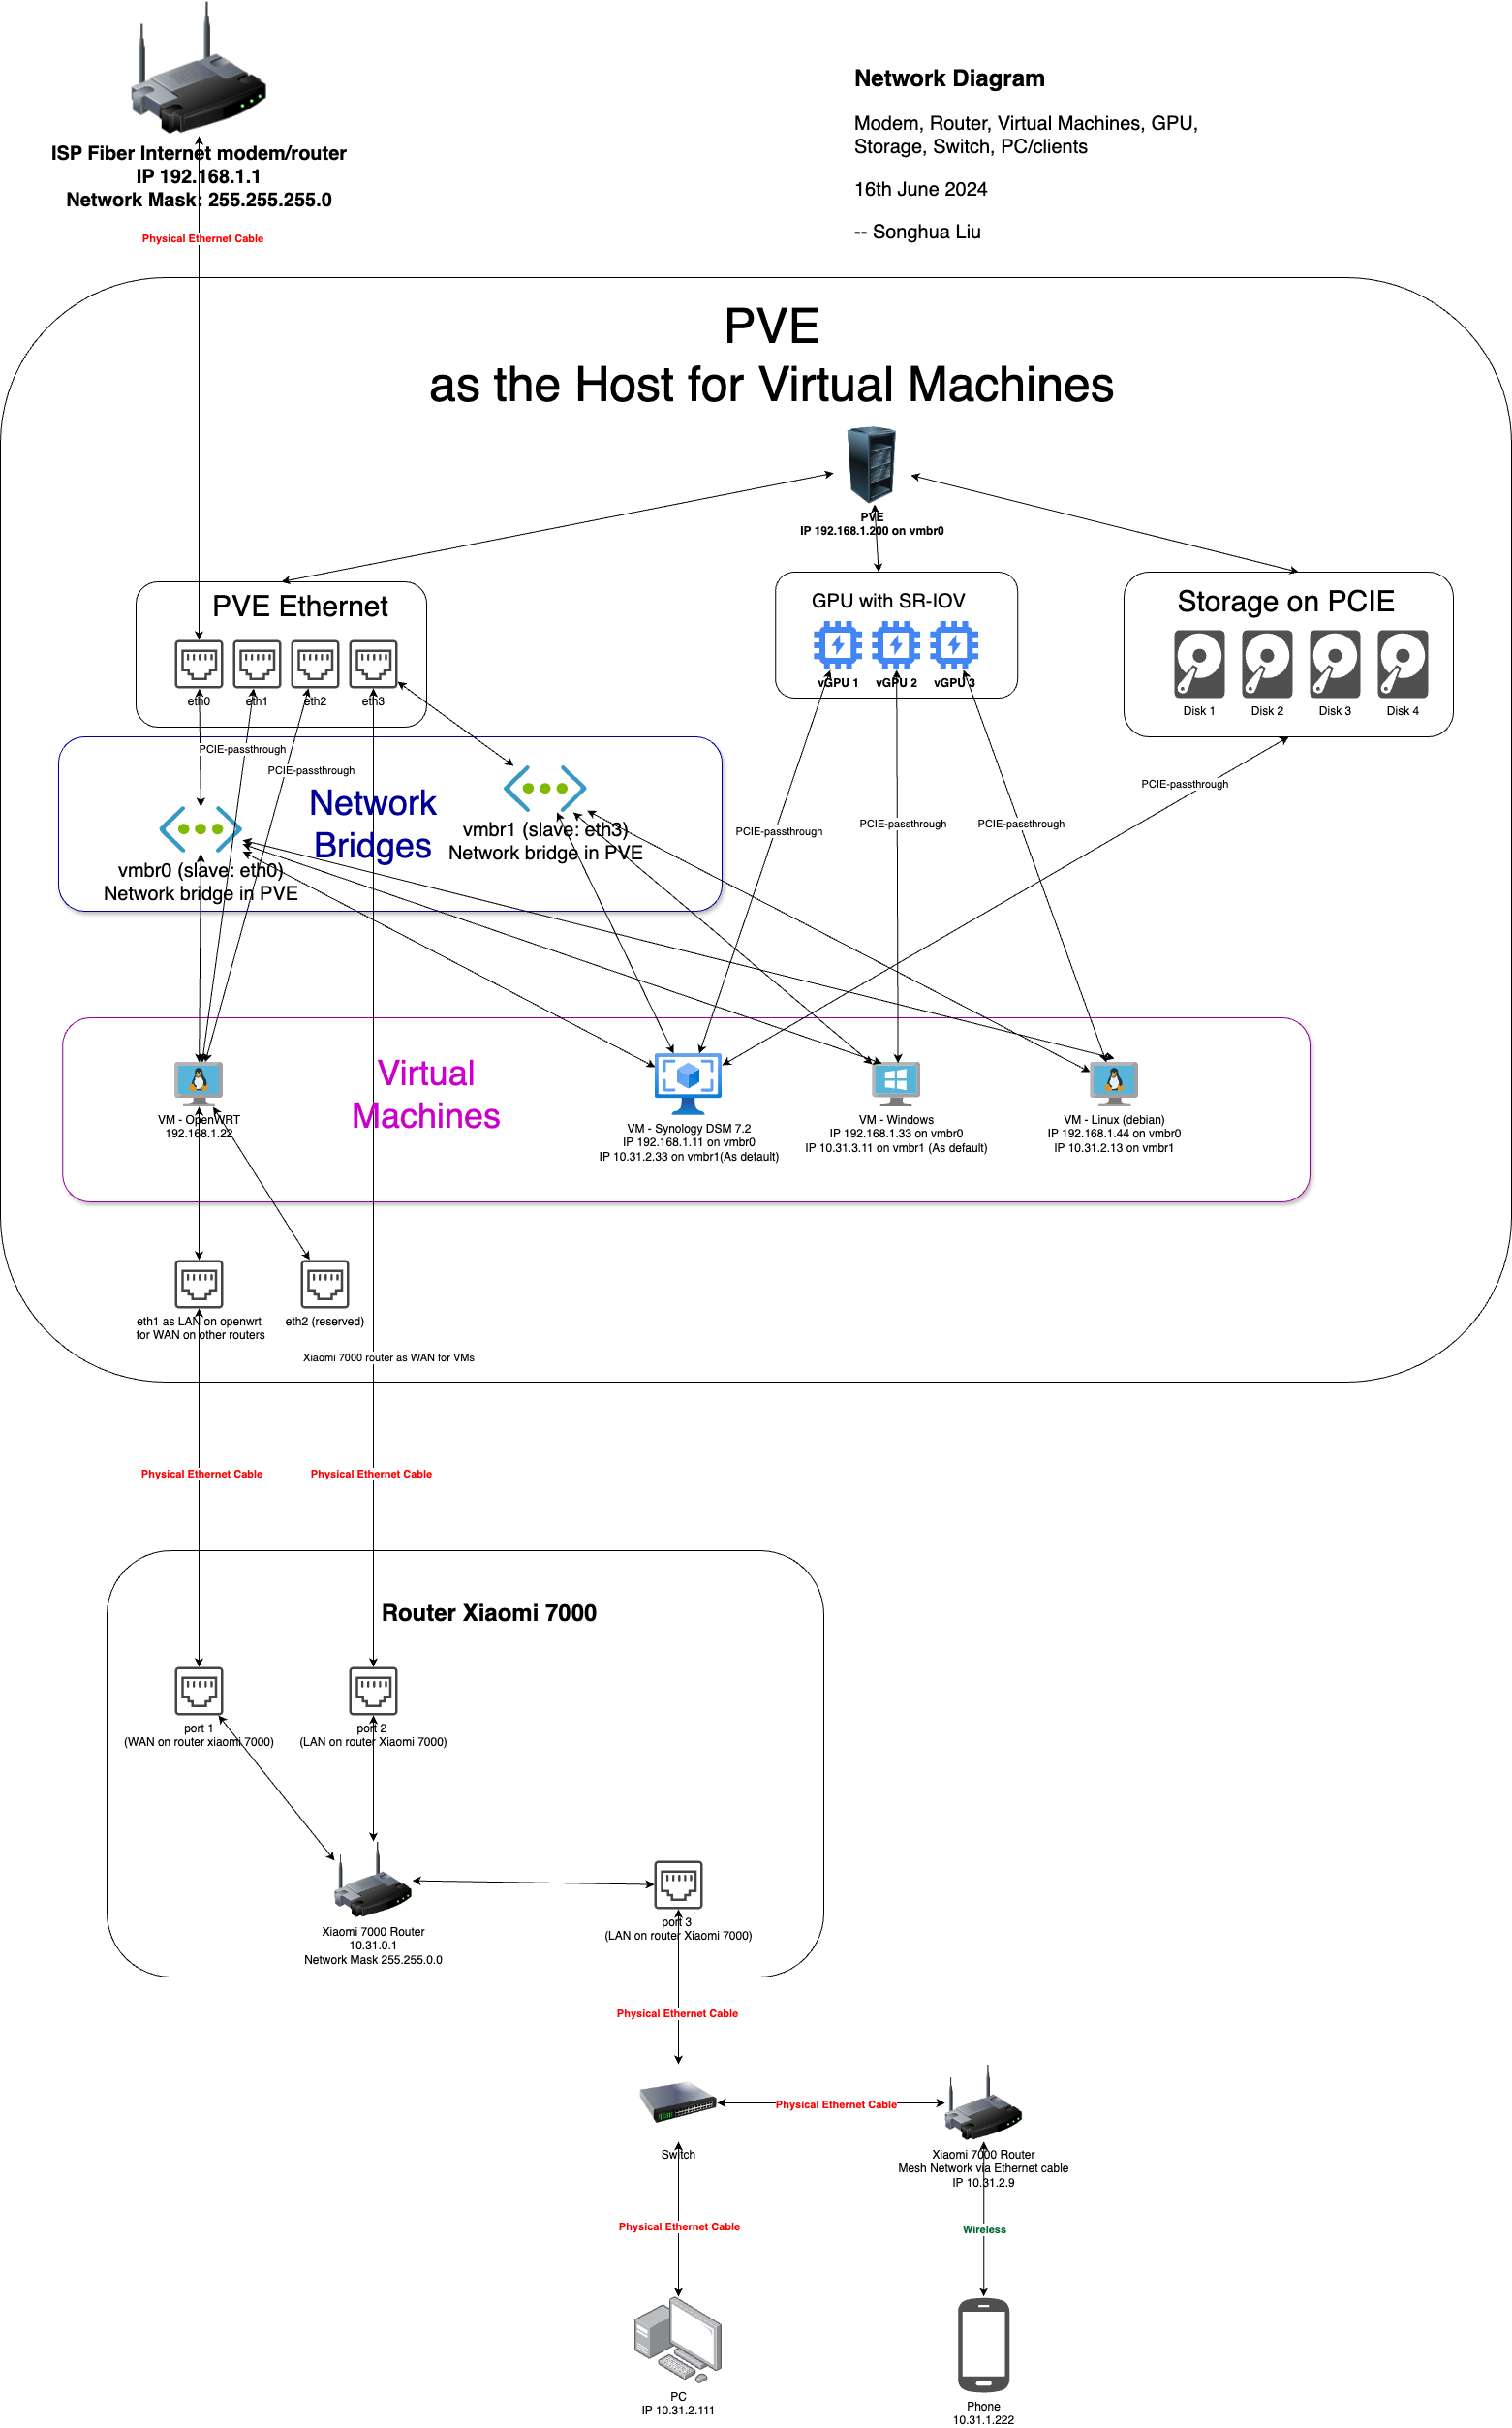 ISP Fiber Internet modem/router
IP 192.168.1.1
Network Mask: 255.255.255.0
Physical Ethernet Cable
Network Diagram
Modem, Router, Virtual Machines, GPU,
Storage, Switch, PC/clients
16th June 2024
-- Songhua Liu
PVE
as the Host for Virtual Machines
PVE
IP 192.168.1.200 on vmbr0
PVE Ethernet
eth0
eth1
eth2
eth3
GPU with SR-IOV
vGPU 1
vGPU 2
vGPU 3
Storage on PCIE
Disk 1
Disk 2
Disk 3
Disk 4
PCIE-passthrough
PCIE-passthrough
Network
Bridges
vmbr0 (slave: eth0)
Network bridge in PVE
vmbr1 (slave: eth3)
Network bridge in PVE
PCIE-passthrough
PCIE-passthrough
PCIE-passthrough
PCIE-passthrough
Virtual
Machines
VM - OpenWRT
192.168.1.22
VM - Synology DSM 7.2
IP 192.168.1.11 on vmbr0
IP 10.31.2.33 on vmbr1(As default)
VM - Windows
IP 192.168.1.33 on vmbr0
IP 10.31.3.11 on vmbr1 (As default)
VM - Linux (debian)
IP 192.168.1.44 on vmbr0
IP 10.31.2.13 on vmbr1
eth1 as LAN on openwrt
for WAN on other routers
eth2 (reserved)
Xiaomi 7000 router as WAN for VMs
Physical Ethernet Cable
Physical Ethernet Cable
Router Xiaomi 7000
port 1
(WAN on router xiaomi 7000)
port 2
(LAN on router Xiaomi 7000)
Xiaomi 7000 Router
10.31.0.1
Network Mask 255.255.0.0
port 3
(LAN on router Xiaomi 7000)
Physical Ethernet Cable
Switch
Physical Ethernet Cable
Xiaomi 7000 Router
Mesh Network via Ethernet cable
IP 10.31.2.9
Physical Ethernet Cable
Wireless
PC
IP 10.31.2.111
Phone
10.31.1.222